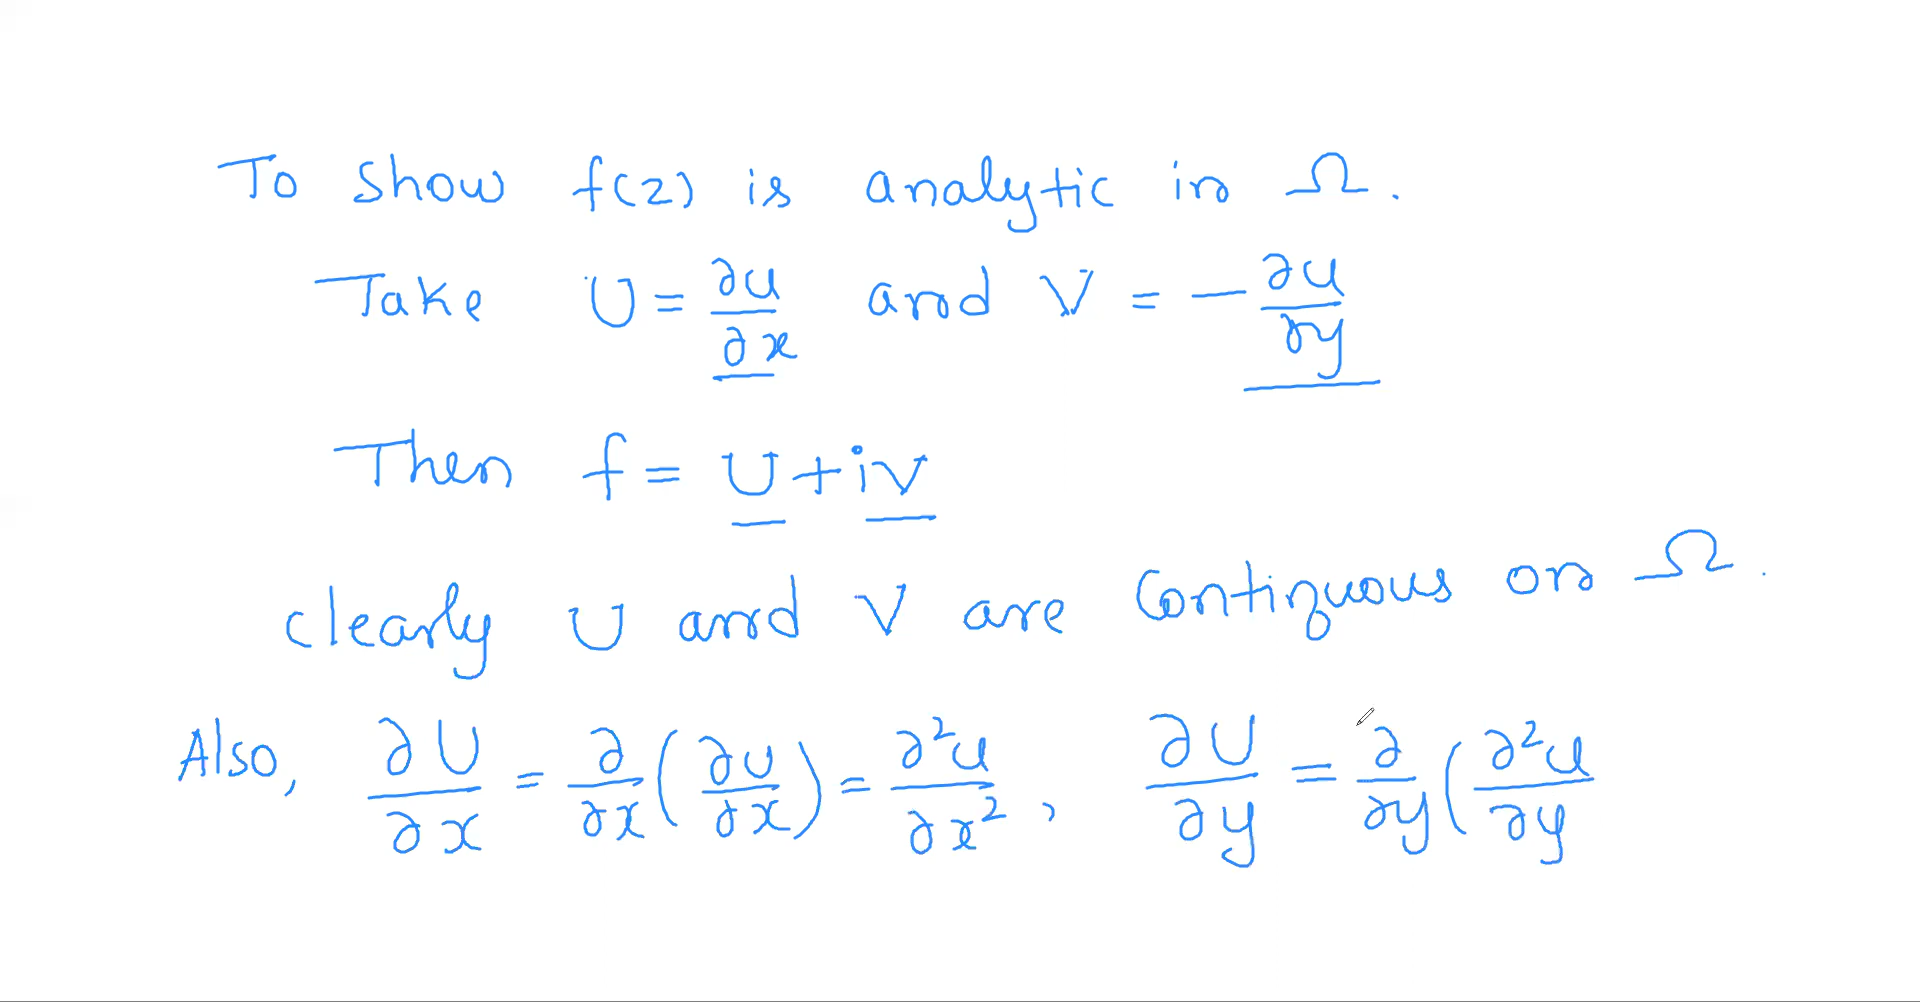 To show f(z) is analytic in Ω.
Take U = ∂u/∂x and V = -∂u/∂y
Then f = U + iV
clearly U and V are continuous on Ω.
Also, ∂U/∂x = ∂/∂x (∂u/∂x) = ∂²u/∂x², ∂U/∂y = ∂/∂y (∂²u/∂y